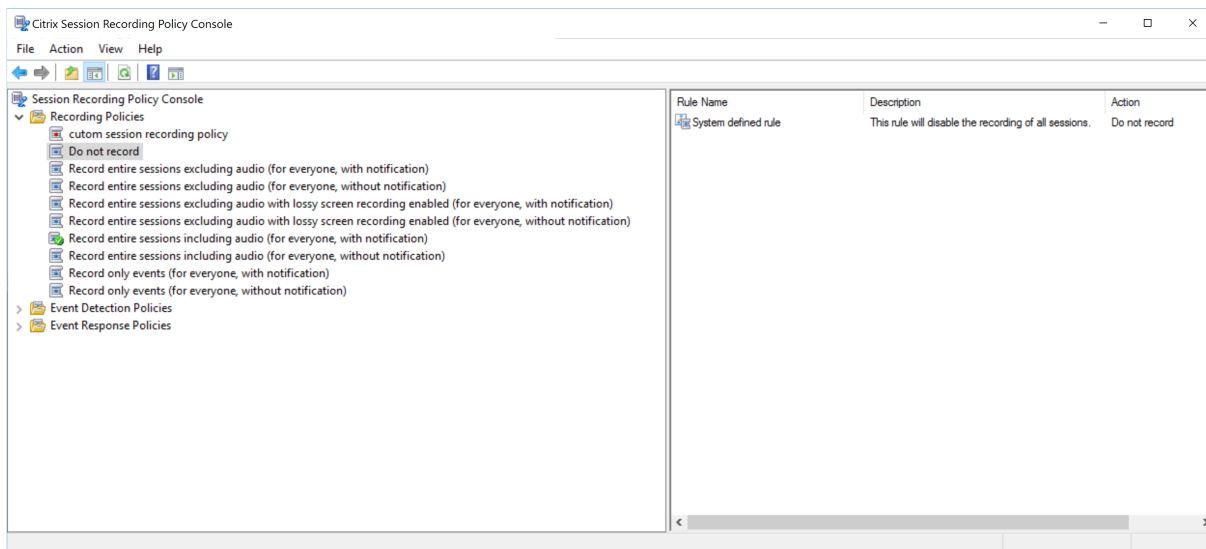 Citrix Session Recording Policy Console
File Action View Help
Session Recording Policy Console
Recording Policies
cutom session recording policy
Do not record
Record entire sessions excluding audio (for everyone, with notification)
Record entire sessions excluding audio (for everyone, without notification)
Record entire sessions excluding audio with lossy screen recording enabled (for everyone, with notification)
Record entire sessions excluding audio with lossy screen recording enabled (for everyone, without notification)
Record entire sessions including audio (for everyone, with notification)
Record entire sessions including audio (for everyone, without notification)
Record only events (for everyone, with notification)
Record only events (for everyone, without notification)
Event Detection Policies
Event Response Policies
Rule Name Description Action
System defined rule This rule will disable the recording of all sessions. Do not record